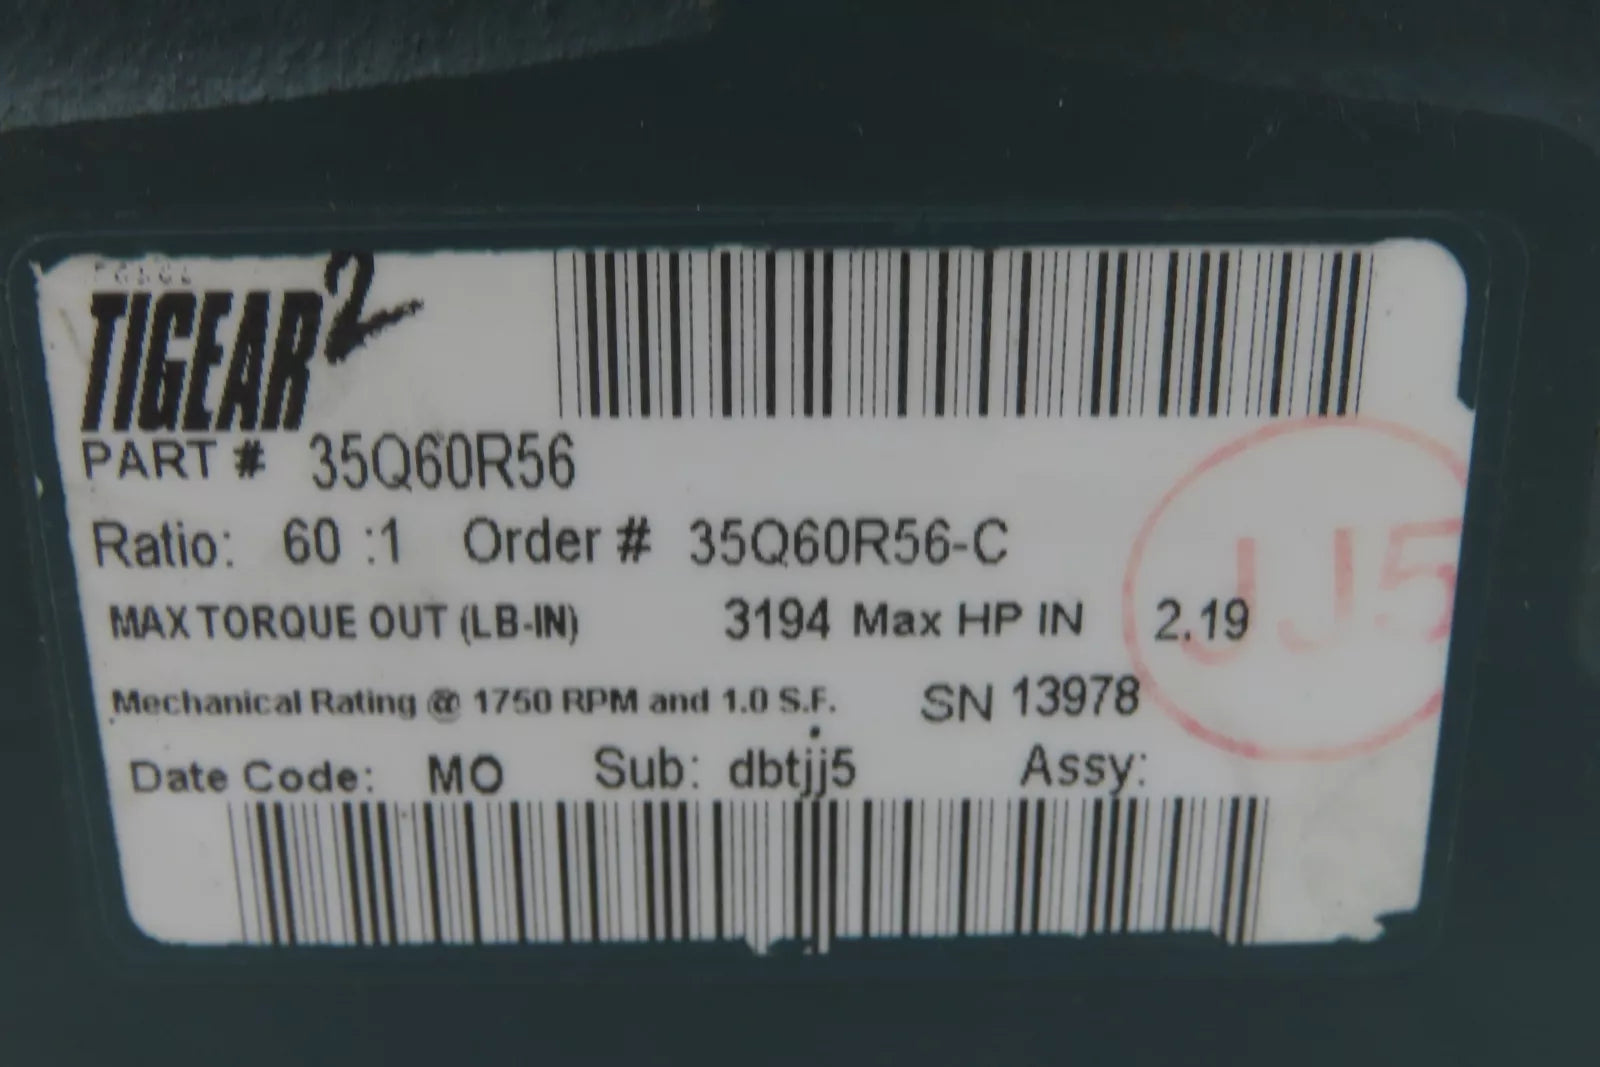 TIGEAR 2
PART # 35Q60R56
Ratio: 60 :1 Order # 35Q60R56-C
MAX TORQUE OUT (LB-IN) 3194 Max HP IN 2.19
Mechanical Rating @ 1750 RPM and 1.0 S.F. SN 13978
JJ5
Date Code: MO Sub: dbtjj5 Assy: